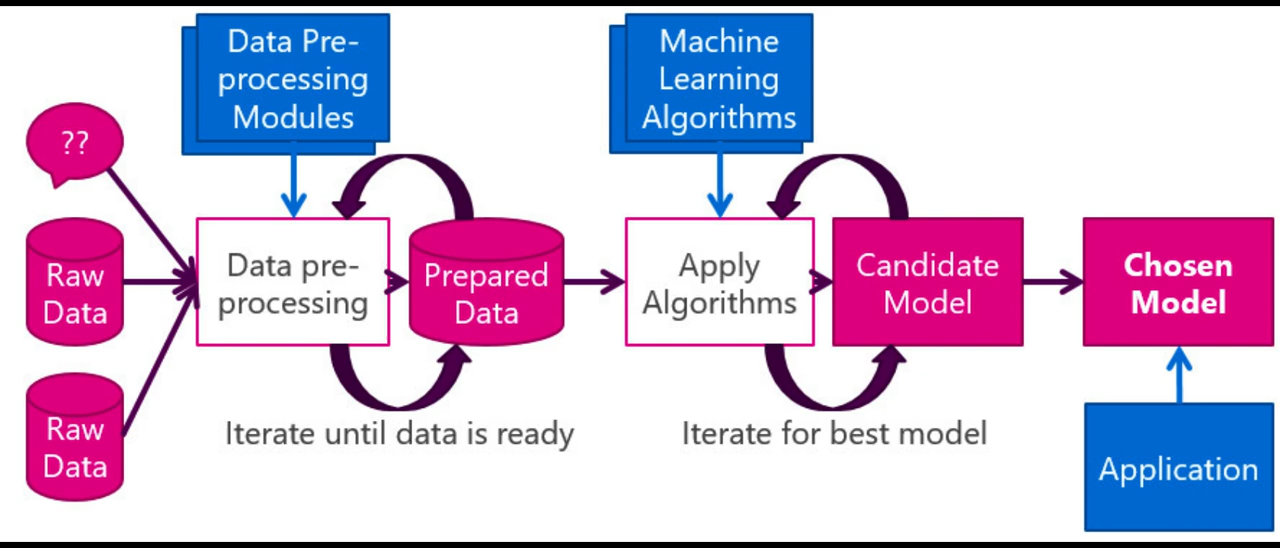 Data Pre-
processing
Modules
Machine
Learning
Algorithms
??
Raw
Data
Data pre-
processing
Prepared
Data
Apply
Algorithms
Candidate
Model
Chosen
Model
Raw
Data
Iterate until data is ready
Iterate for best model
Application